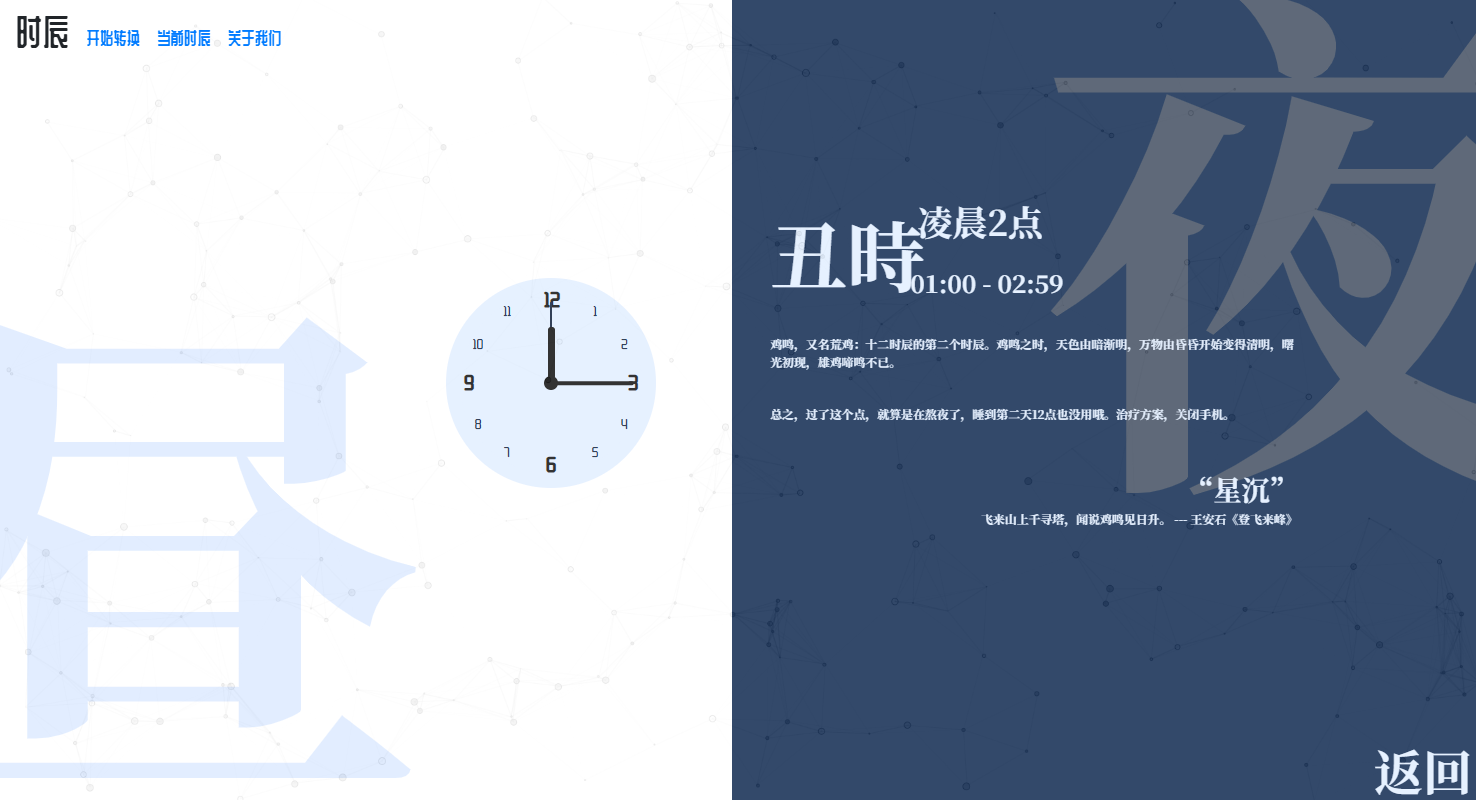 时辰 开始转换 当前时辰 关于我们
昼
12
11 1
10 2
9 3
8 4
7 5
6
夜
丑時
凌晨2点
01:00 - 02:59
鸡鸣，又名荒鸡：十二时辰的第二个时辰。鸡鸣之时，天色由暗渐明，万物由昏昏开始变得清明，曙
光初现，雄鸡啼鸣不已。
总之，过了这个点，就算是在熬夜了，睡到第二天12点也没用哦。治疗方案，关闭手机。
“星沉”
飞来山上千寻塔，闻说鸡鸣见日升。 --- 王安石《登飞来峰》
返回